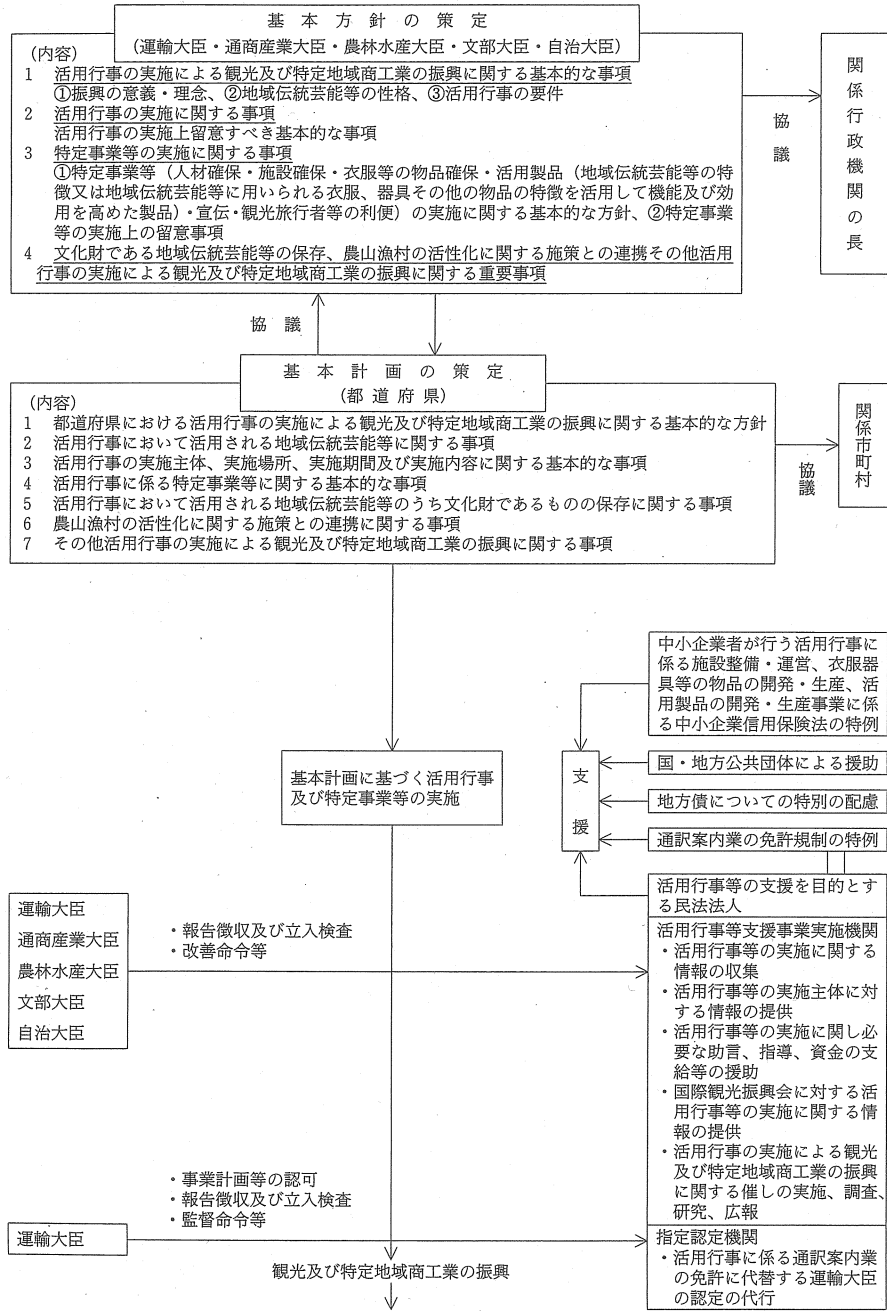 基本方針の策定
（運輸大臣・通商産業大臣・農林水産大臣・文部大臣・自治大臣）
（内容）
1　活用行事の実施による観光及び特定地域商工業の振興に関する基本的な事項
①振興の意義・理念、②地域伝統芸能等の性格、③活用行事の要件
2　活用行事の実施に関する事項
活用行事の実施上留意すべき基本的な事項
3　特定事業等の実施に関する事項
①特定事業等（人材確保・施設確保・衣服等の物品確保・活用製品（地域伝統芸能等の特
徴又は地域伝統芸能等に用いられる衣服、器具その他の物品の特徴を活用して機能及び効
用を高めた製品）・宣伝・観光旅行者等の利便）の実施に関する基本的な方針、②特定事業
等の実施上の留意事項
4　文化財である地域伝統芸能等の保存、農山漁村の活性化に関する施策との連携その他活用
行事の実施による観光及び特定地域商工業の振興に関する重要事項
協議
関係行政機関の長
協議
基本計画の策定
（都道府県）
（内容）
1　都道府県における活用行事の実施による観光及び特定地域商工業の振興に関する基本的な方針
2　活用行事において活用される地域伝統芸能等に関する事項
3　活用行事の実施主体、実施場所、実施期間及び実施内容に関する基本的な事項
4　活用行事に係る特定事業等に関する基本的な事項
5　活用行事において活用される地域伝統芸能等のうち文化財であるものの保存に関する事項
6　農山漁村の活性化に関する施策との連携に関する事項
7　その他活用行事の実施による観光及び特定地域商工業の振興に関する事項
協議
関係市町村
中小企業者が行う活用行事に
係る施設整備・運営、衣服器
具等の物品の開発・生産、活
用製品の開発・生産事業に係
る中小企業信用保険法の特例
基本計画に基づく活用行事
及び特定事業等の実施
支援
国・地方公共団体による援助
地方債についての特別の配慮
通訳案内業の免許規制の特例
活用行事等の支援を目的とす
る民法法人
運輸大臣
通商産業大臣
農林水産大臣
文部大臣
自治大臣
・報告徴収及び立入検査
・改善命令等
活用行事等支援事業実施機関
・活用行事等の実施に関する
情報の収集
・活用行事等の実施主体に対
する情報の提供
・活用行事等の実施に関し必
要な助言、指導、資金の支
給等の援助
・国際観光振興会に対する活
用行事等の実施に関する情
報の提供
・活用行事の実施による観光
及び特定地域商工業の振興
に関する催しの実施、調査、
研究、広報
・事業計画等の認可
・報告徴収及び立入検査
・監督命令等
運輸大臣
指定認定機関
・活用行事に係る通訳案内業
の免許に代替する運輸大臣
の認定の代行
観光及び特定地域商工業の振興